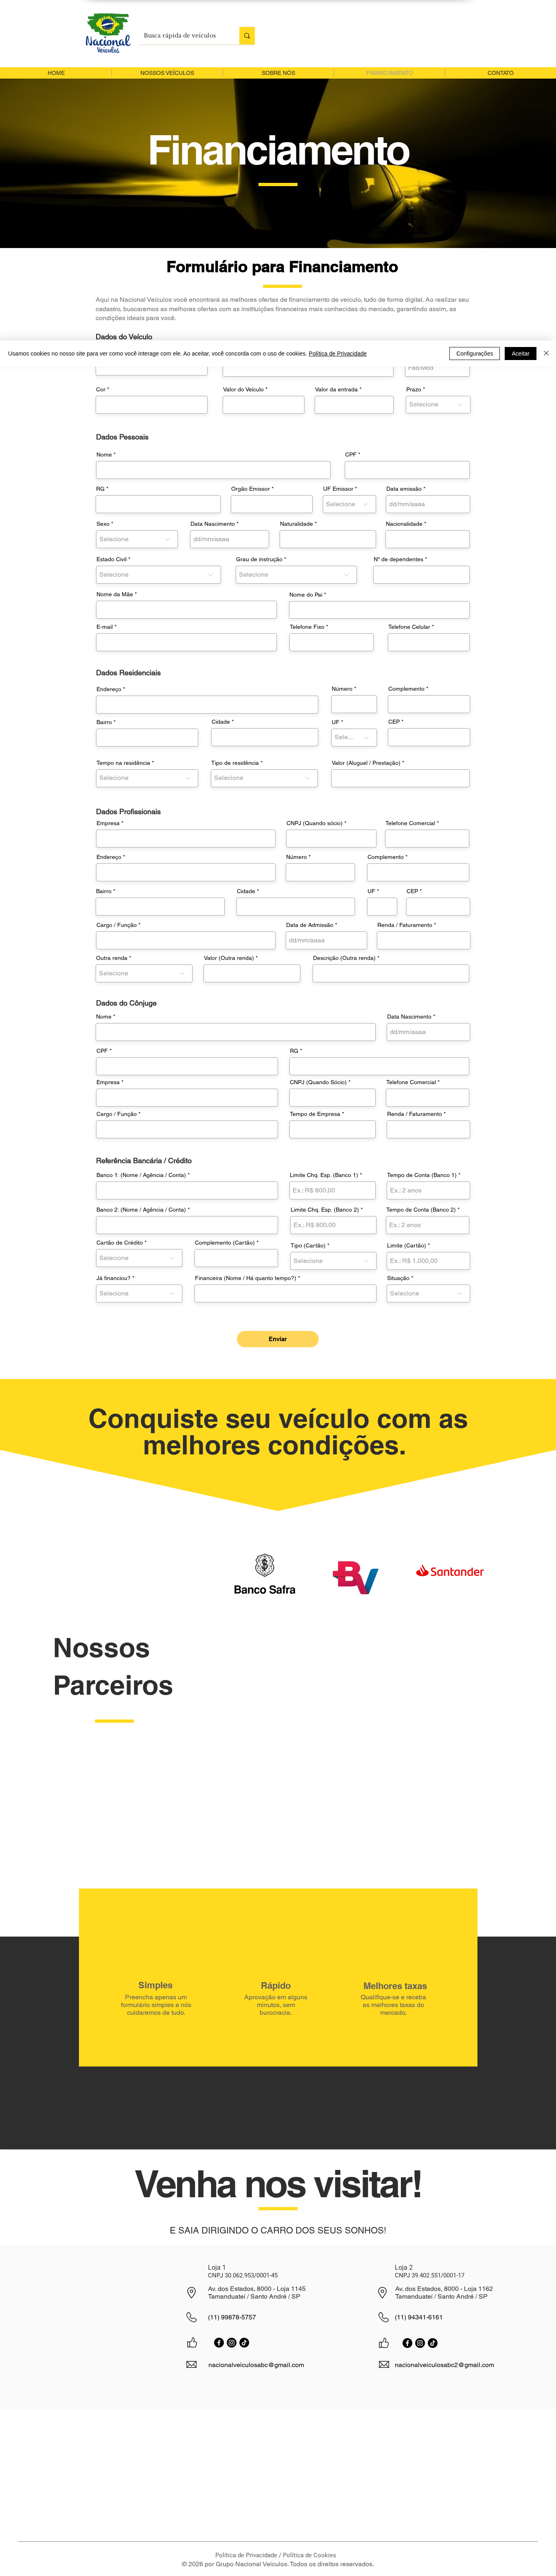 Nacional
Veículos
Busca rápida de veículos
HOME
NOSSOS VEÍCULOS
SOBRE NÓS
FINANCIAMENTO
CONTATO
Financiamento
Formulário para Financiamento
Aqui na Nacional Veículos você encontrará as melhores ofertas de financiamento de veículo, tudo de forma digital. Ao realizar seu
cadastro, buscaremos as melhores ofertas com as instituições financeiras mais conhecidas do mercado, garantindo assim, as
condições ideais para você.
Dados do Veículo
Usamos cookies no nosso site para ver como você interage com ele. Ao aceitar, você concorda com o uso de cookies. Política de Privacidade
Configurações
Aceitar
Fab/Mod
Cor *
Valor do Veículo *
Valor da entrada *
Prazo *
Selecione
Dados Pessoais
Nome *
CPF *
RG *
Orgão Emissor *
UF Emissor *
Data emissão *
Selecione
dd/mm/aaaa
Sexo *
Data Nascimento *
Naturalidade *
Nacionalidade *
Selecione
dd/mm/aaaa
Estado Civil *
Grau de instrução *
Nº de dependentes *
Selecione
Selecione
Nome da Mãe *
Nome do Pai *
E-mail *
Telefone Fixo *
Telefone Celular *
Dados Residenciais
Endereço *
Número *
Complemento *
Bairro *
Cidade *
UF *
CEP *
Sele...
Tempo na residência *
Tipo de residência *
Valor (Aluguel / Prestação) *
Selecione
Selecione
Dados Profissionais
Empresa *
CNPJ (Quando sócio) *
Telefone Comercial *
Endereço *
Número *
Complemento *
Bairro *
Cidade *
UF *
CEP *
Cargo / Função *
Data de Admissão *
Renda / Faturamento *
dd/mm/aaaa
Outra renda *
Valor (Outra renda) *
Descrição (Outra renda) *
Selecione
Dados do Cônjuge
Nome *
Data Nascimento *
dd/mm/aaaa
CPF *
RG *
Empresa *
CNPJ (Quando Sócio) *
Telefone Comercial *
Cargo / Função *
Tempo de Empresa *
Renda / Faturamento *
Referência Bancária / Crédito
Banco 1: (Nome / Agência / Conta) *
Limite Chq. Esp. (Banco 1) *
Tempo de Conta (Banco 1) *
Ex.: R$ 800,00
Ex.: 2 anos
Banco 2: (Nome / Agência / Conta) *
Limite Chq. Esp. (Banco 2) *
Tempo de Conta (Banco 2) *
Ex.: R$ 800,00
Ex.: 2 anos
Cartão de Crédito *
Complemento (Cartão) *
Tipo (Cartão) *
Limite (Cartão) *
Selecione
Selecione
Ex.: R$ 1.000,00
Já financiou? *
Financeira (Nome / Há quanto tempo?) *
Situação *
Selecione
Selecione
Enviar
Conquiste seu veículo com as
melhores condições.
Banco Safra
BV
Santander
Nossos
Parceiros
Simples
Preencha apenas um
formulário simples e nós
cuidaremos de tudo.
Rápido
Aprovação em alguns
minutos, sem
burocracia.
Melhores taxas
Qualifique-se e receba
as melhores taxas do
mercado.
Venha nos visitar!
E SAIA DIRIGINDO O CARRO DOS SEUS SONHOS!
Loja 1
CNPJ 30.062.953/0001-45
Av. dos Estados, 8000 - Loja 1145
Tamanduateí / Santo André / SP
(11) 99878-5757
nacionalveiculosabc@gmail.com
Loja 2
CNPJ 39.402.551/0001-17
Av. dos Estados, 8000 - Loja 1162
Tamanduateí / Santo André / SP
(11) 94341-6161
nacionalveiculosabc2@gmail.com
Política de Privacidade / Política de Cookies
© 2026 por Grupo Nacional Veículos. Todos os direitos reservados.